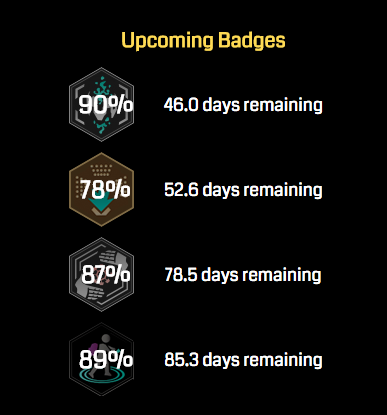 Upcoming Badges
90% 46.0 days remaining
78% 52.6 days remaining
87% 78.5 days remaining
89% 85.3 days remaining